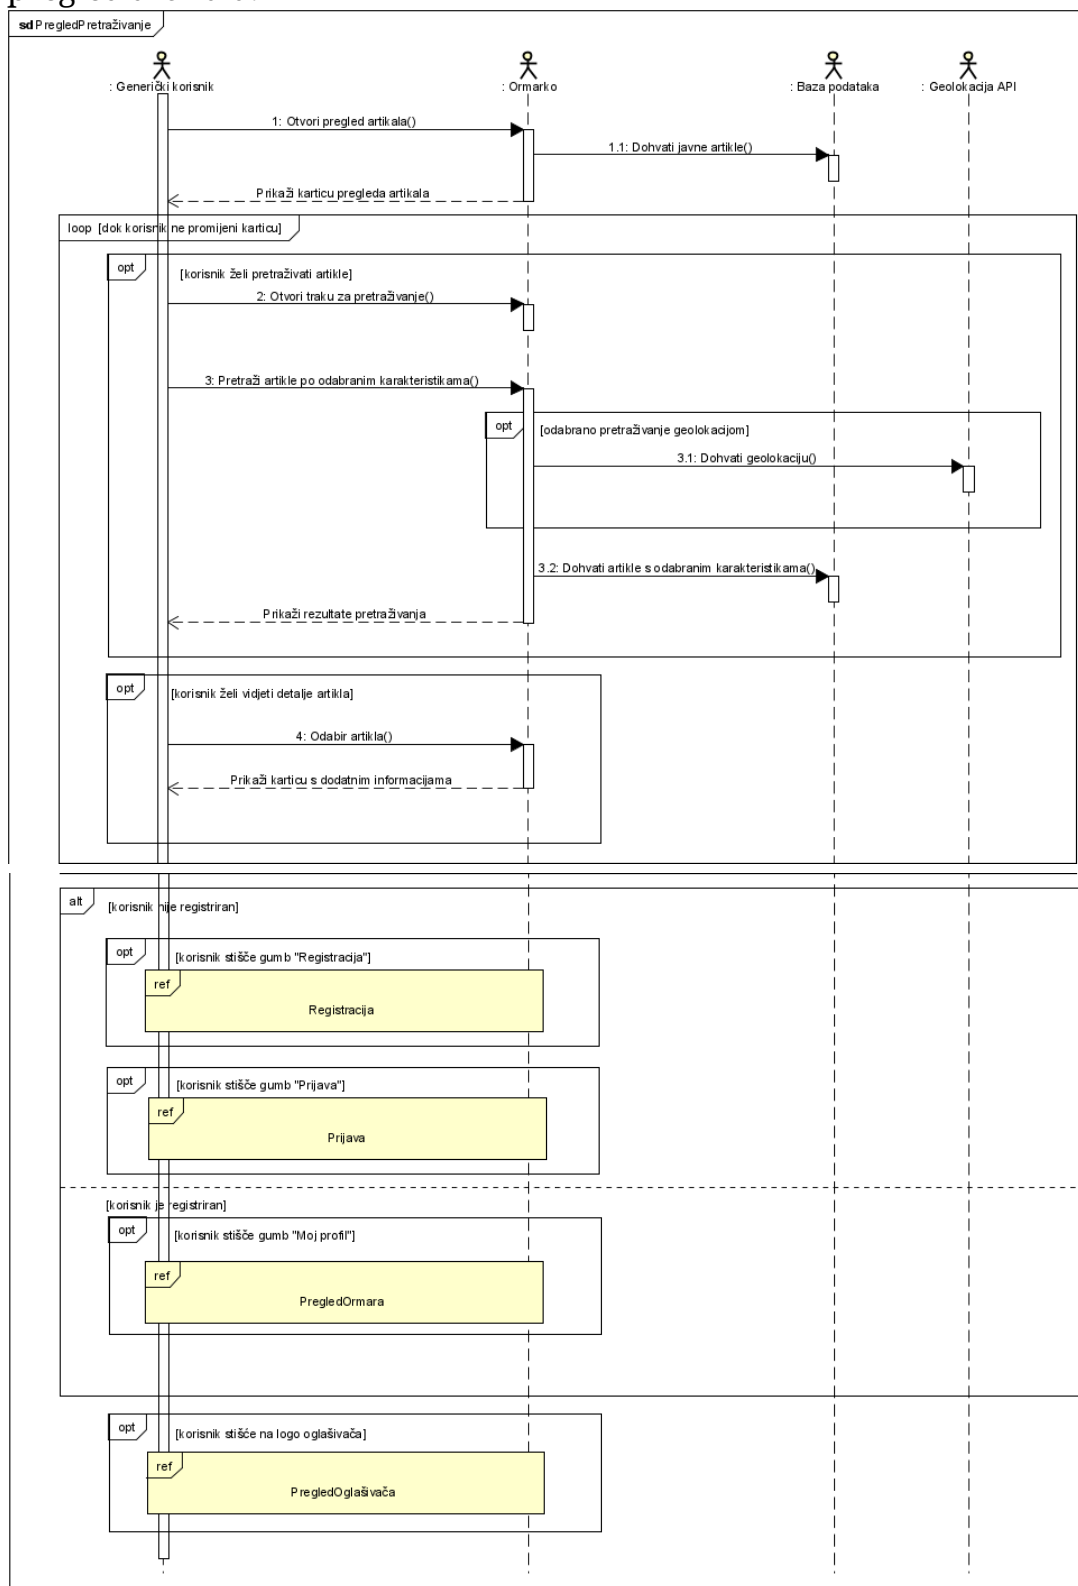 sd PregledPretraživanje
: Generički korisnik
: Ormarko
: Baza podataka
: Geolokacija API
1: Otvori pregled artikala()
1.1: Dohvati javne artikle()
Prikaži karticu pregleda artikala
loop [dok korisnik ne promijeni karticu]
opt [korisnik želi pretraživati artikle]
2: Otvori traku za pretraživanje()
3: Pretraži artikle po odabranim karakteristikama()
opt [odabrano pretraživanje geolokacijom]
3.1: Dohvati geolokaciju()
3.2: Dohvati artikle s odabranim karakteristikama()
Prikaži rezultate pretraživanja
opt [korisnik želi vidjeti detalje artikla]
4: Odabir artikla()
Prikaži karticu s dodatnim informacijama
alt [korisnik nije registriran]
opt [korisnik stišče gumb "Registracija"]
ref
Registracija
opt [korisnik stišče gumb "Prijava"]
ref
Prijava
[korisnik je registriran]
opt [korisnik stišče gumb "Moj profil"]
ref
PregledOrmara
opt [korisnik stišće na logo oglašivača]
ref
PregledOglašivača